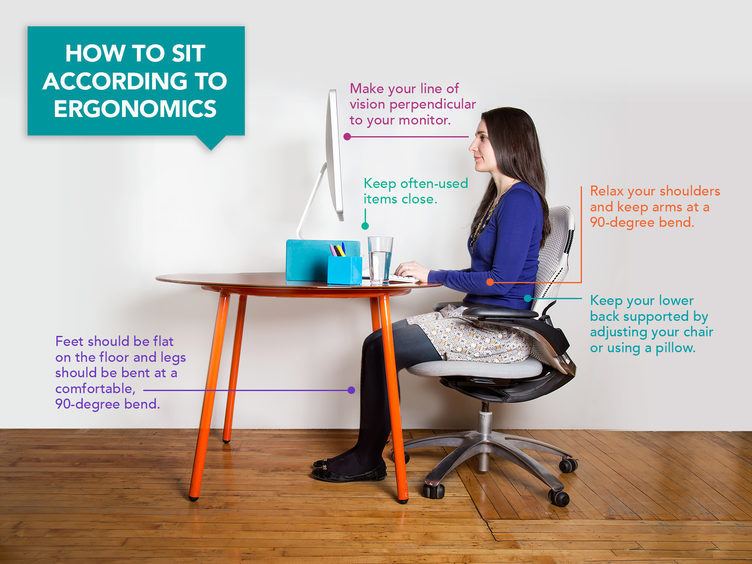 HOW TO SIT
ACCORDING TO
ERGONOMICS
Make your line of
vision perpendicular
to your monitor.
Keep often-used
items close.
Relax your shoulders
and keep arms at a
90-degree bend.
Keep your lower
back supported by
adjusting your chair
or using a pillow.
Feet should be flat
on the floor and legs
should be bent at a
comfortable,
90-degree bend.